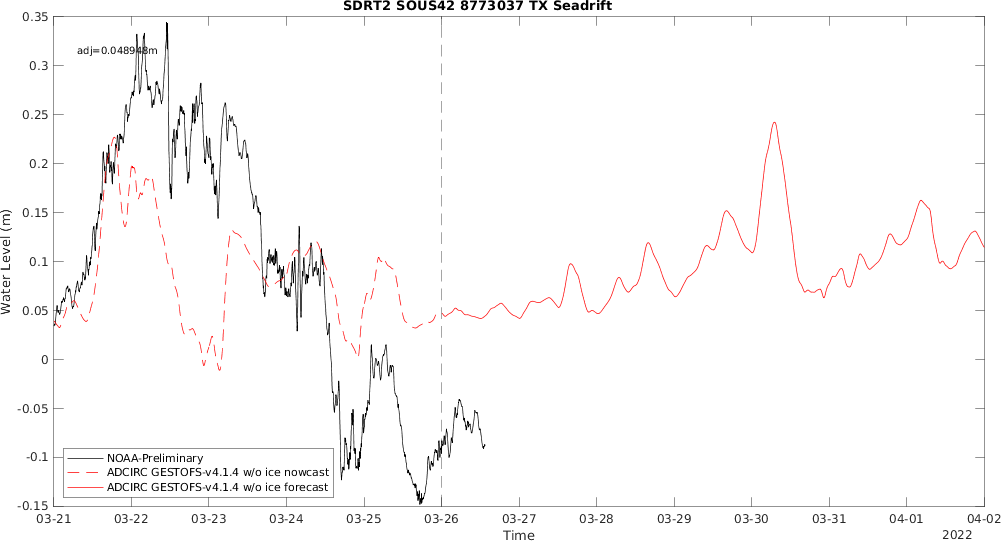 SDRT2 SOUS42 8773037 TX Seadrift
adj=0.048948m
0.35
0.3
0.25
0.2
0.15
0.1
0.05
0
-0.05
-0.1
-0.15
Water Level (m)
NOAA-Preliminary
ADCIRC GESTOFS-v4.1.4 w/o ice nowcast
ADCIRC GESTOFS-v4.1.4 w/o ice forecast
03-21 03-22 03-23 03-24 03-25 03-26 03-27 03-28 03-29 03-30 03-31 04-01 04-02
Time
2022